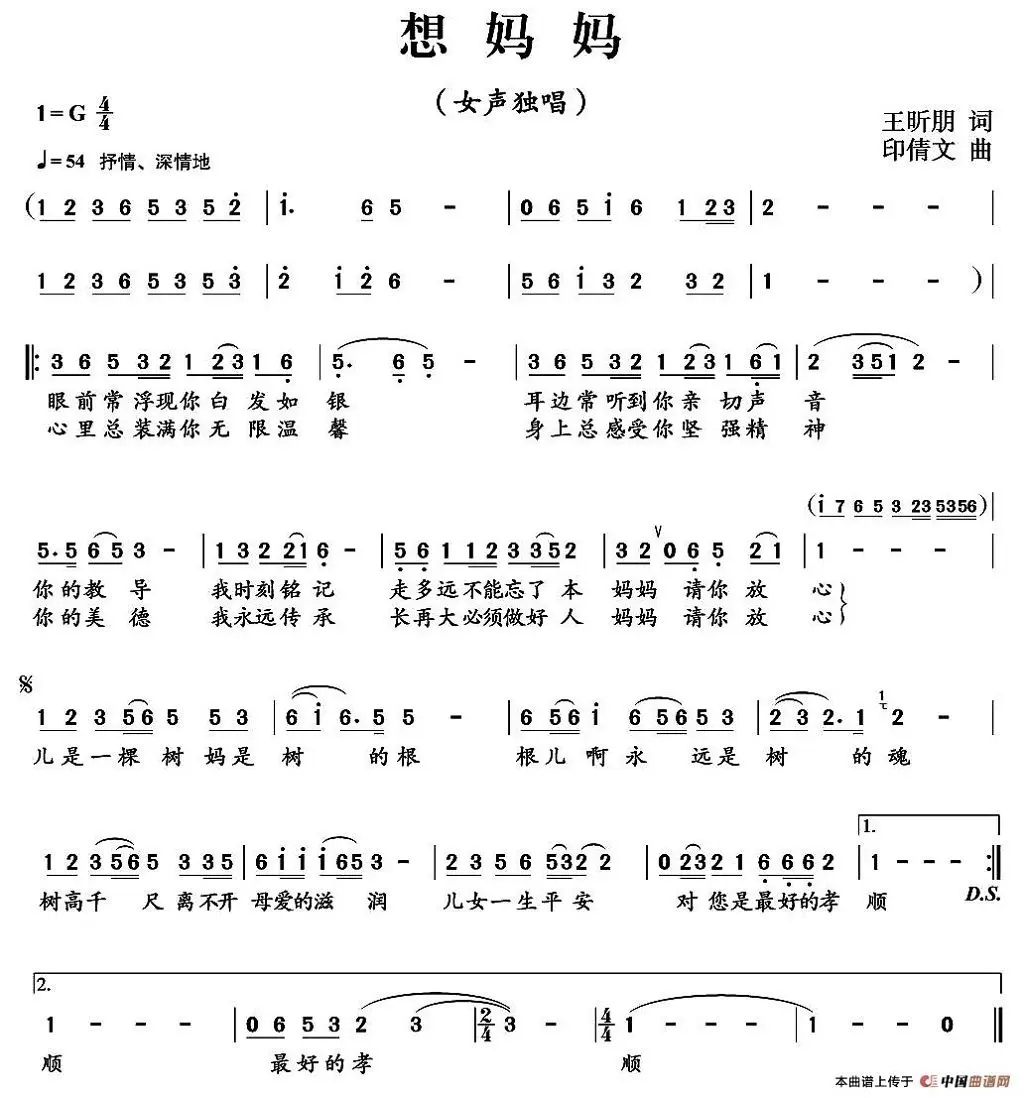 想 妈 妈
（女声独唱）
1=G 4/4
王昕朋 词
♩=54 抒情、深情地
印倩文 曲
(1 2 3 6 5 3 5 2̇ | 1̇. 6 5 - | 0 6 5 1̇ 6 1 2 3 | 2 - - - |
1 2 3 6 5 3 5 3̇ | 2̇ 1̇ 2̇ 6 - | 5 6 1̇ 3 2 3 2 | 1 - - - ) |
‖: 3 6 5 3 2 1 2 3 1 6̣ | 5̣. 6̣ 5̣ - | 3 6 5 3 2 1 2 3 1 6̣ 1 | 2 3 5 1 2 - |
眼前常浮现你白 发如 银 耳边常听到你亲 切声 音
心里总装满你无 限温 馨 身上总感受你坚 强精 神
(1̇ 7 6 5 3 2 3 5 3 5 6) |
5. 5 6 5 3 - | 1 3 2 2 1 6̣ - | 5̣ 6̣ 1 1 2 3 3 5 2 | 3 2 ∨ 0 6̣ 5̣ 2 1 | 1 - - - |
你的教 导 我时刻铭 记 走多远不能忘了 本 妈妈 请你 放 心
你的美 德 我永远传 承 长再大必须做好 人 妈妈 请你 放 心
𝄋
1 2 3 5 6 5 5 3 | 6 1̇ 6. 5 5 - | 6 5 6 1̇ 6 5 6 5 3 | 2 3 2. 1 1 2 - |
儿是一棵 树 妈是 树 的根 根儿 啊 永 远是 树 的 魂
1.
1 2 3 5 6 5 3 3 5 | 6 1̇ 1̇ 1̇ 6 5 3 - | 2 3 5 6 5 3 2 2 | 0 2 3 2 1 6̣ 6̣ 6̣ 2 | 1 - - - :‖
树高千 尺 离不开 母爱的滋 润 儿女一生平 安 对 您是最好的孝 顺 D.S.
2.
1 - - - | 0 6 5 3 2 3 | 2/4 3 - | 4/4 1 - - - | 1 - - 0 ‖
顺 最好的孝 顺
本曲谱上传于 中国曲谱网